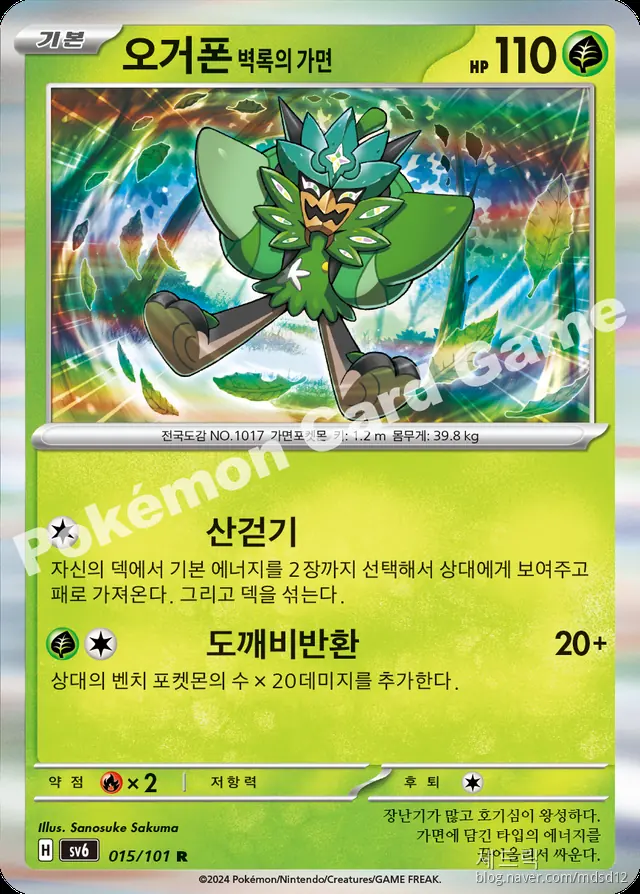 기본 오거폰 벽록의 가면 HP 110
전국도감 NO.1017 가면포켓몬 키: 1.2 m 몸무게: 39.8 kg
Pokémon Card Game
산걷기
자신의 덱에서 기본 에너지를 2장까지 선택해서 상대에게 보여주고
패로 가져온다. 그리고 덱을 섞는다.
도깨비반환 20+
상대의 벤치 포켓몬의 수 × 20데미지를 추가한다.
약점 ×2 저항력 후퇴
장난기가 많고 호기심이 왕성하다.
가면에 담긴 타입의 에너지를
싸운다.
Illus. Sanosuke Sakuma
H sv6 015/101 R
체드릭
blog.naver.com/mdsd12
©2024 Pokémon/Nintendo/Creatures/GAME FREAK.